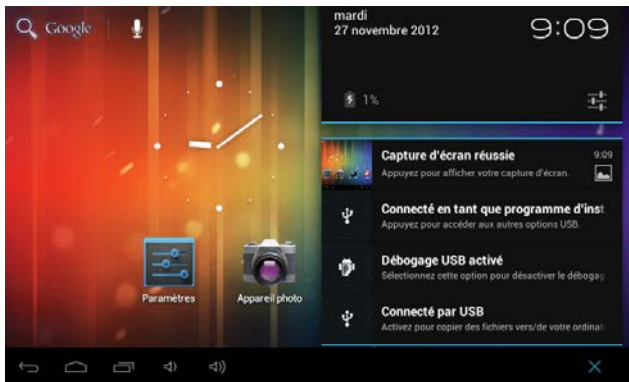 Google
mardi
27 novembre 2012
9:09
1%
Capture d'écran réussie
9:09
Appuyez pour afficher votre capture d'écran.
Connecté en tant que programme d'inst
Appuyez pour accéder aux autres options USB.
Débogage USB activé
Sélectionnez cette option pour désactiver le débogag
Connecté par USB
Activez pour copier des fichiers vers/de votre ordinat
Paramètres
Appareil photo